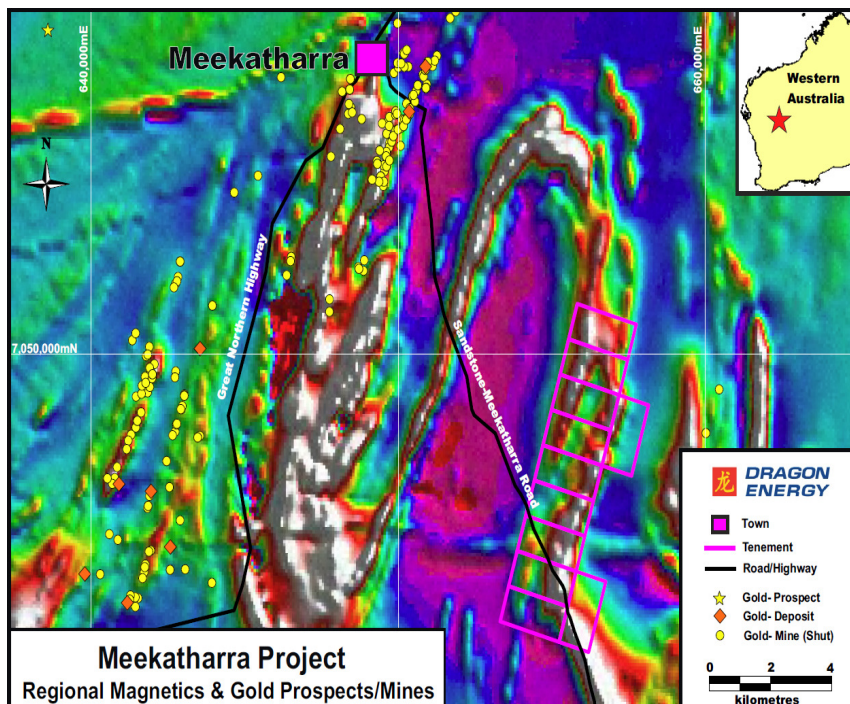 640,000mE
660,000mE
Meekatharra
Western
Australia
N
Great Northern Highway
7,050,000mN
Sandstone-Meekatharra Road
龙
DRAGON
ENERGY
Town
Tenement
Road/Highway
Gold- Prospect
Gold- Deposit
Gold- Mine (Shut)
0 2 4
kilometres
Meekatharra Project
Regional Magnetics & Gold Prospects/Mines